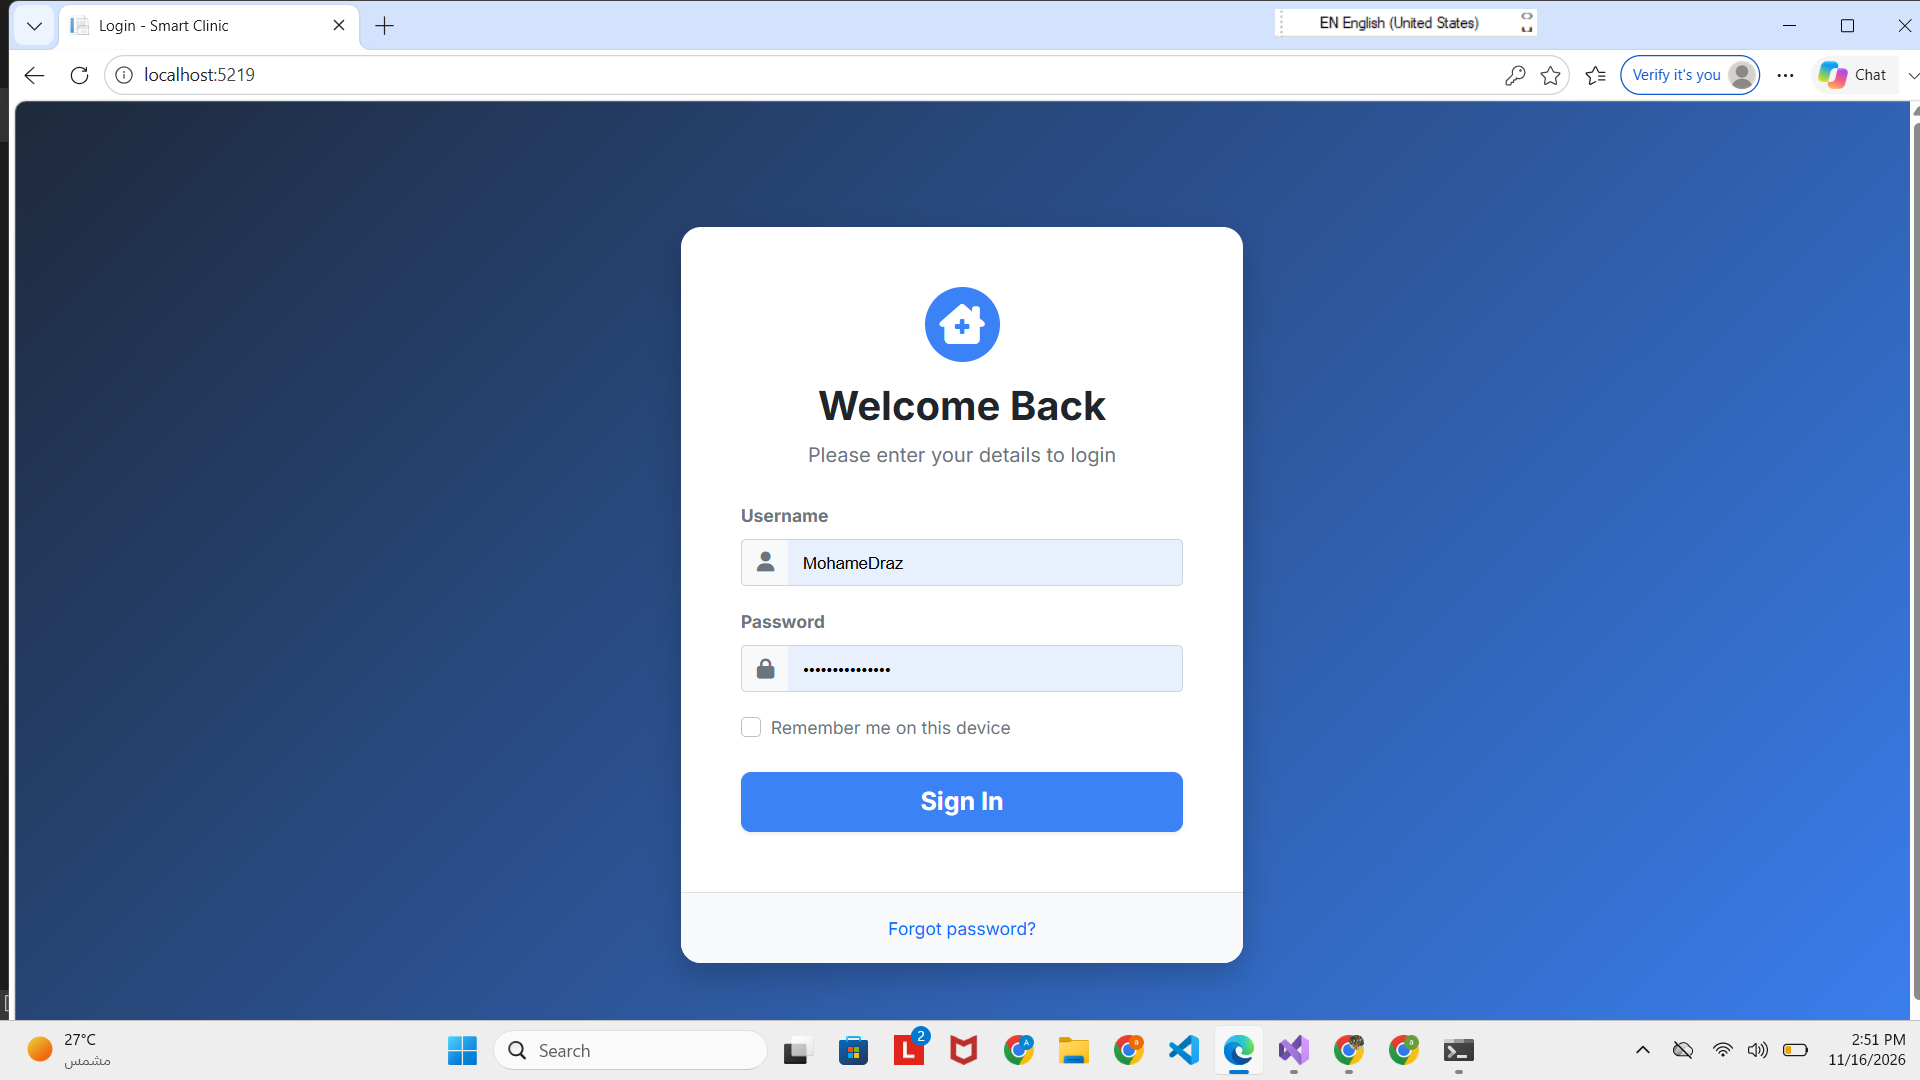 Login - Smart Clinic
EN English (United States)
localhost:5219
Verify it's you
Chat
Welcome Back
Please enter your details to login
Username
MohameDraz
Password
•••••••••••••••
Remember me on this device
Sign In
Forgot password?
27°C
مشمس
Search
2
2:51 PM
11/16/2026